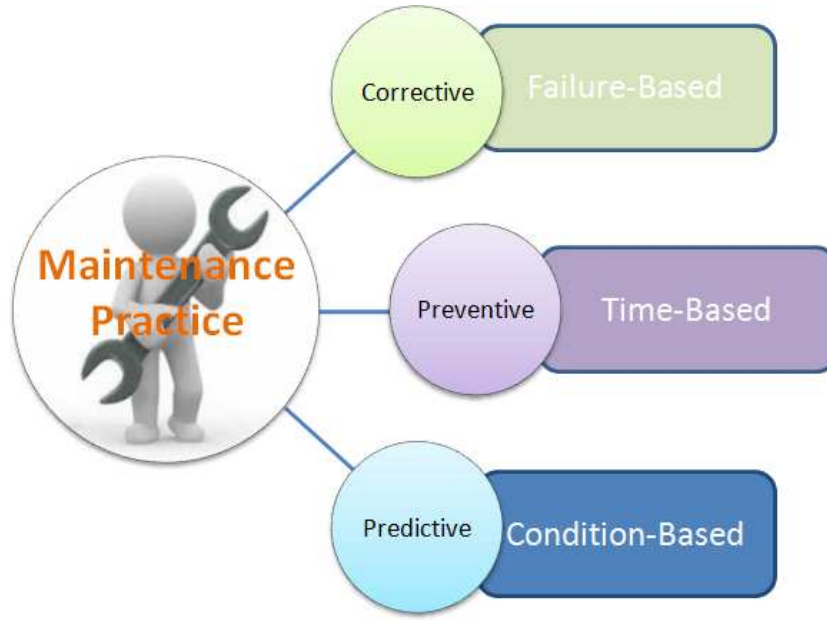 Corrective
Failure-Based
Maintenance
Practice
Preventive
Time-Based
Predictive
Condition-Based